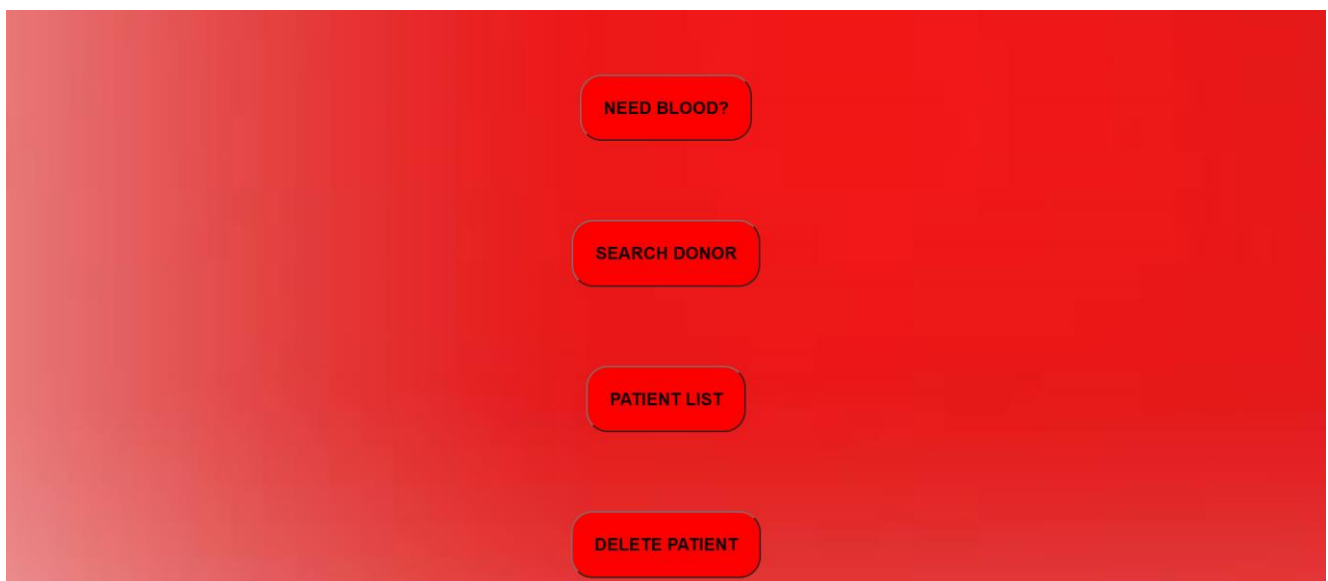 NEED BLOOD?
SEARCH DONOR
PATIENT LIST
DELETE PATIENT